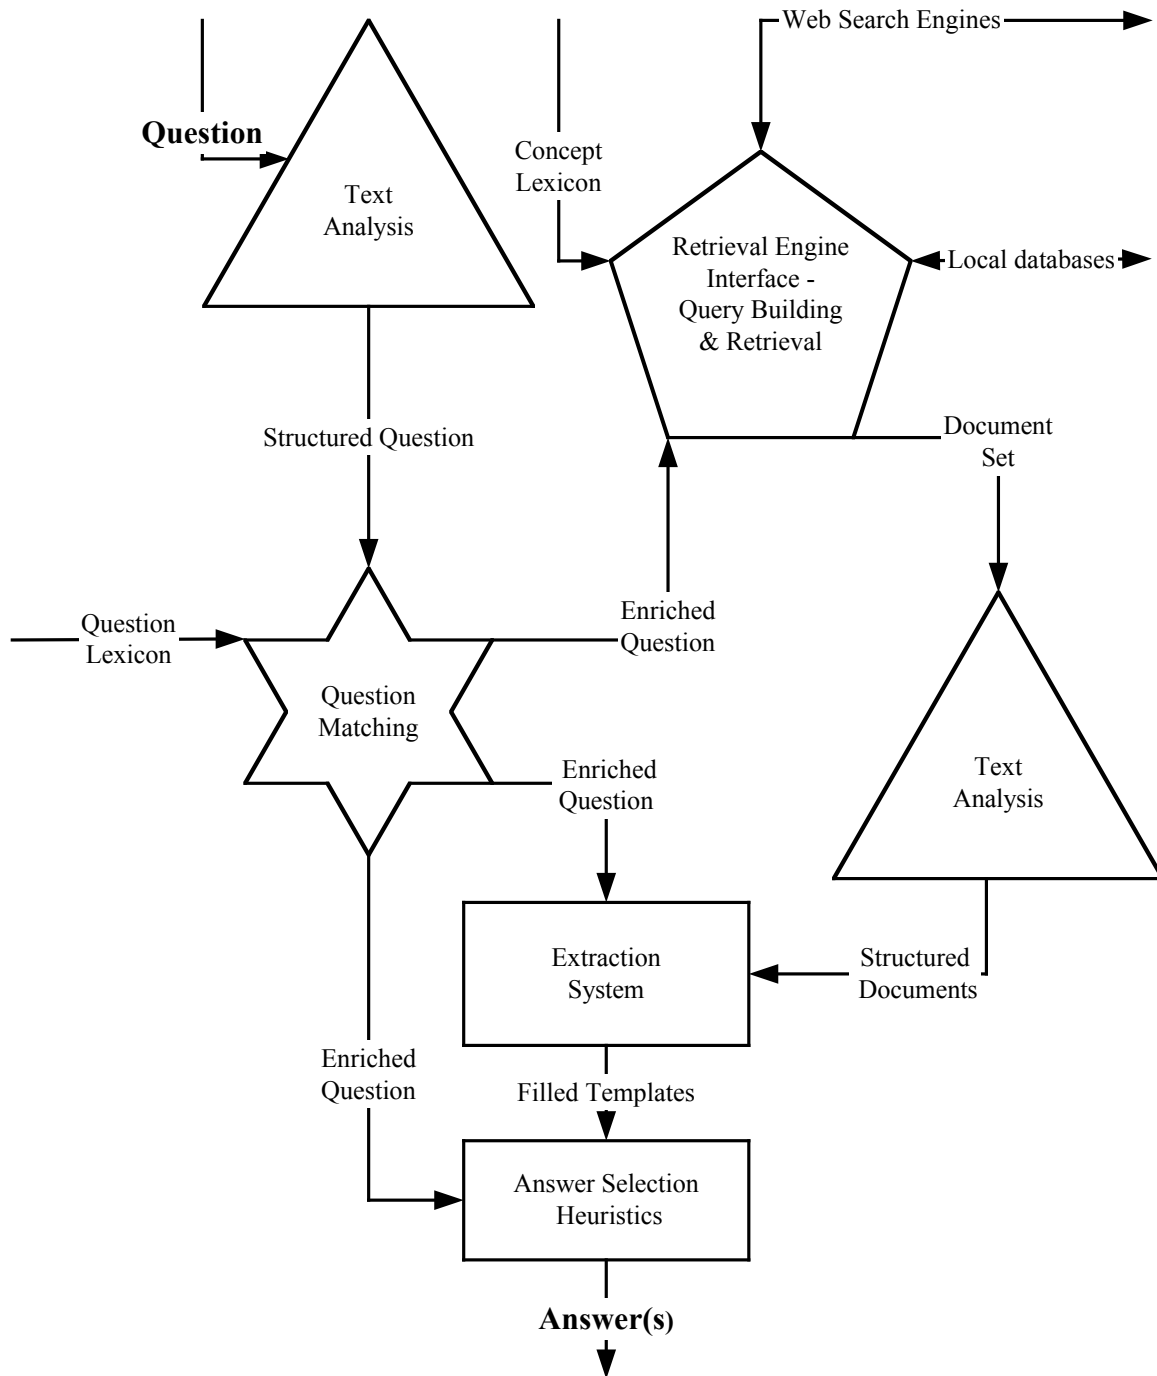 Web Search Engines
Question
Concept
Lexicon
Text
Analysis
Retrieval Engine
Interface -
Query Building
& Retrieval
Local databases
Structured Question
Document
Set
Question
Lexicon
Enriched
Question
Question
Matching
Enriched
Question
Text
Analysis
Extraction
System
Structured
Documents
Enriched
Question
Filled Templates
Answer Selection
Heuristics
Answer(s)